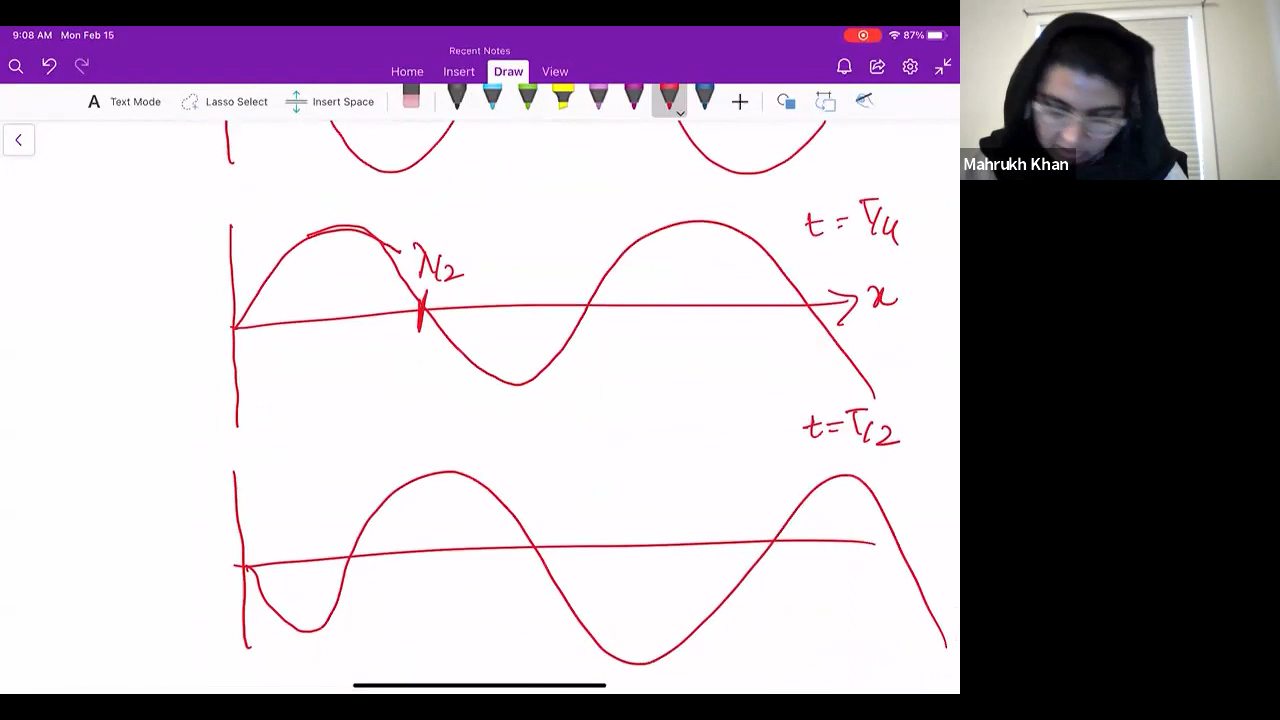 9:08 AM Mon Feb 15
87%
Recent Notes
Home Insert Draw View
A Text Mode Lasso Select Insert Space
Mahrukh Khan
t = T/4
λ/2
x
t = T/2